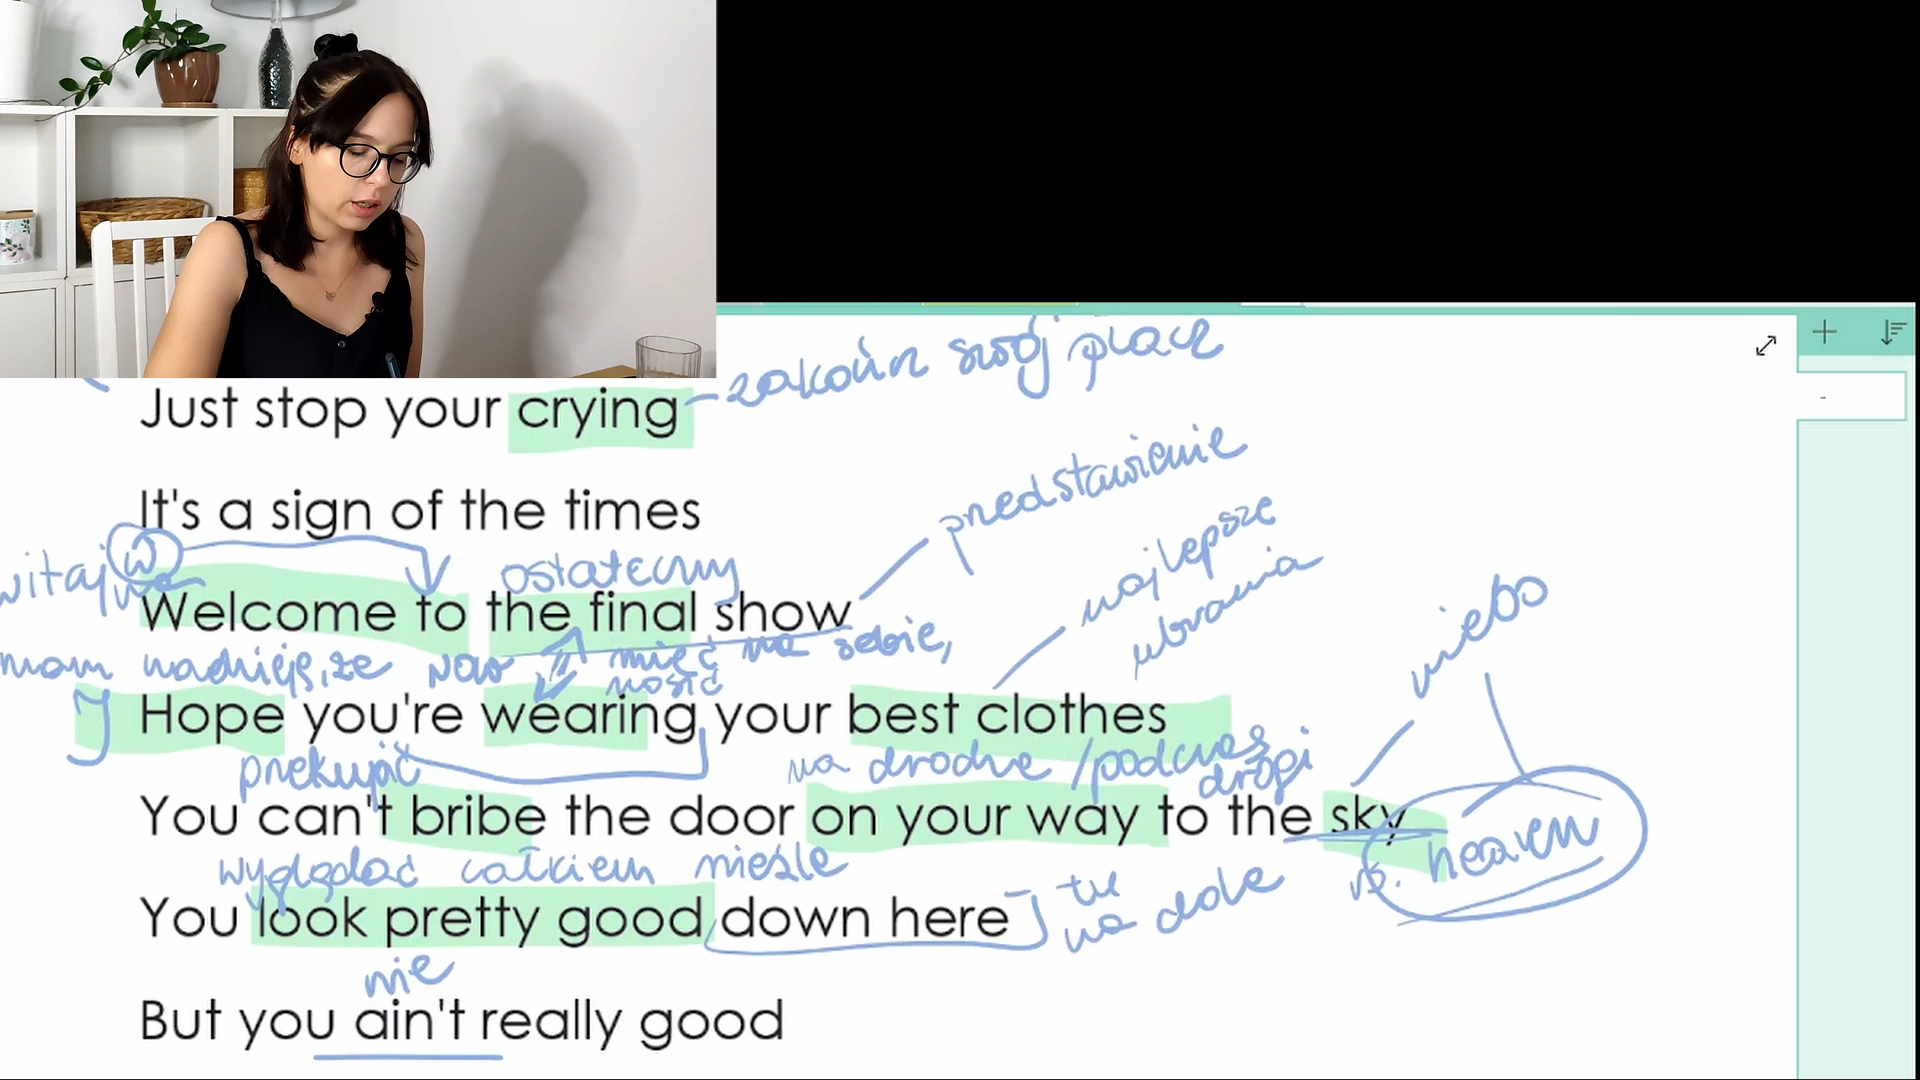 zakończ swój płacz
Just stop your crying
przedstawienie
It's a sign of the times
najlepsze
ubrania
witaj w
ostateczny
niebo
Welcome to the final show
mam nadzieję, że nosić mieć na sobie,
nosić
Hope you're wearing your best clothes
przekupić na drodze / podczas
drogi
You can't bribe the door on your way to the sky
vs. heaven
wyglądać całkiem nieźle
tu
na dole
You look pretty good down here
nie
But you ain't really good